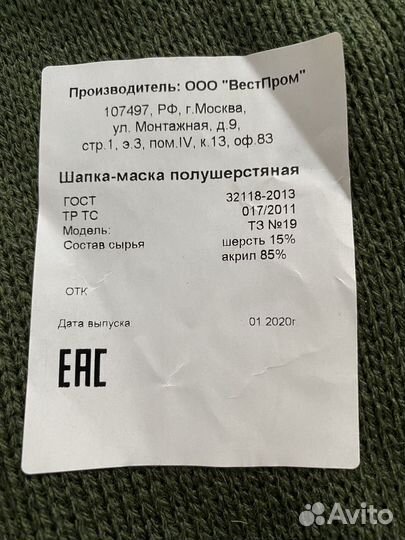 Производитель: ООО "ВестПром"
107497, РФ, г.Москва,
ул. Монтажная, д.9,
стр.1, э.3, пом.IV, к.13, оф.83
Шапка-маска полушерстяная
ГОСТ 32118-2013
ТР ТС 017/2011
Модель: ТЗ №19
Состав сырья шерсть 15%
акрил 85%
ОТК
Дата выпуска 01 2020г
ЕАС
Avito